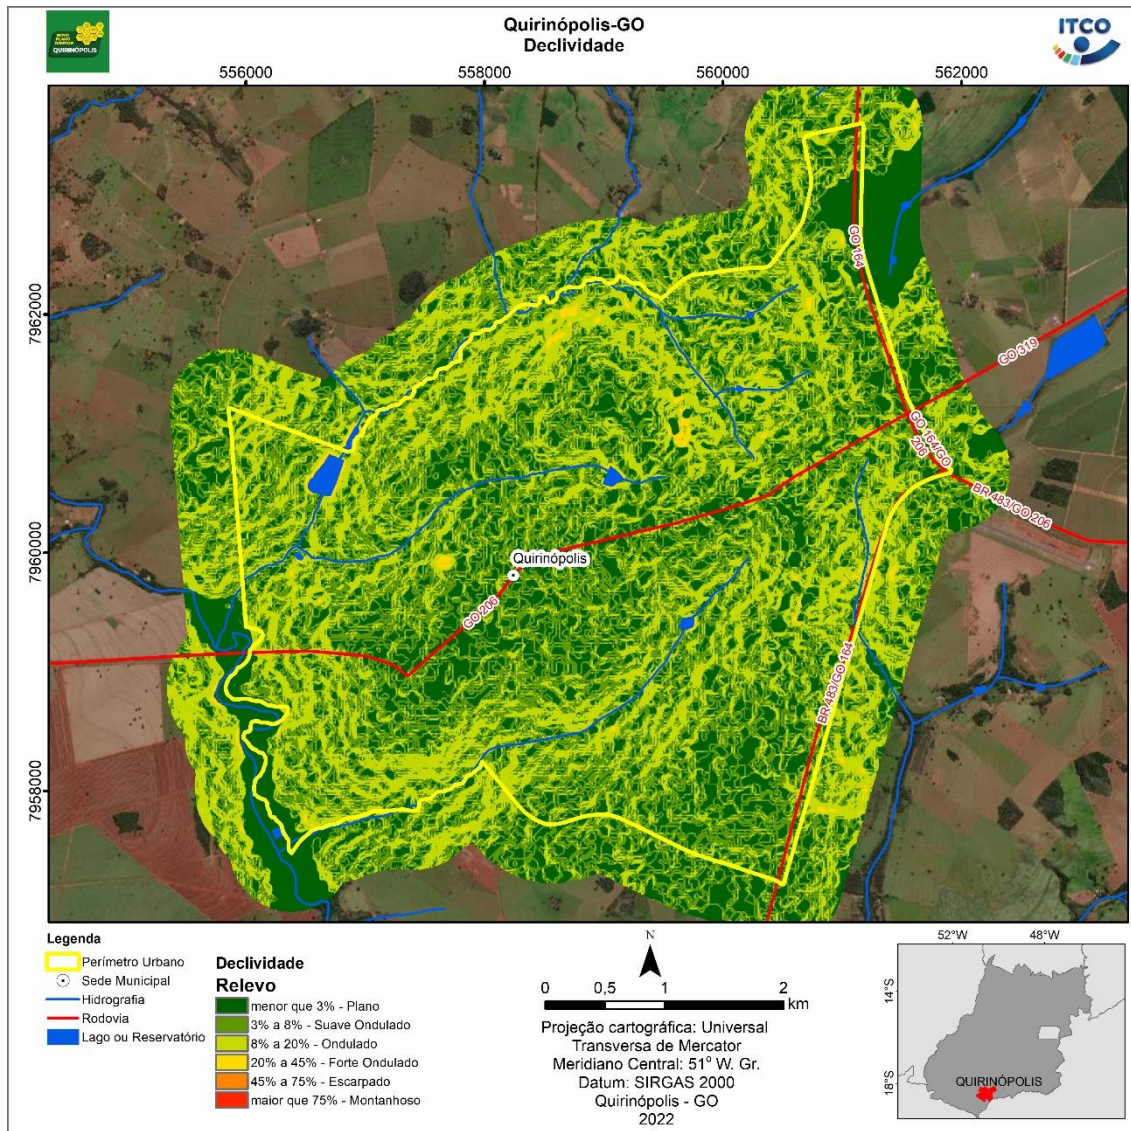 NOVO
PLANO
DIRETOR
QUIRINÓPOLIS
Quirinópolis-GO
Declividade
ITCO
556000
558000
560000
562000
7962000
7960000
7958000
GO 164
GO 319
GO 164/GO
206
BR 483/GO 206
Quirinópolis
GO 206
BR 483/GO 164
Legenda
Perímetro Urbano
Sede Municipal
Hidrografia
Rodovia
Lago ou Reservatório
Declividade
Relevo
menor que 3% - Plano
3% a 8% - Suave Ondulado
8% a 20% - Ondulado
20% a 45% - Forte Ondulado
45% a 75% - Escarpado
maior que 75% - Montanhoso
N
0 0,5 1 2
km
Projeção cartográfica: Universal
Transversa de Mercator
Meridiano Central: 51° W. Gr.
Datum: SIRGAS 2000
Quirinópolis - GO
2022
52°W
48°W
14°S
18°S
QUIRINÓPOLIS